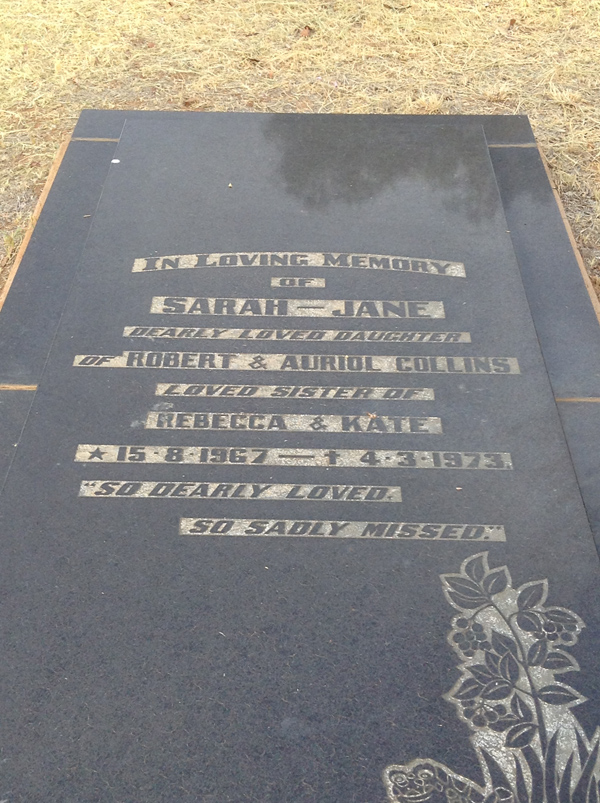 IN LOVING MEMORY
OF
SARAH — JANE
DEARLY LOVED DAUGHTER
OF ROBERT & AURIOL COLLINS
LOVED SISTER OF
REBECCA & KATE
★ 15·8·1967 — ✝ 4·3·1973.
"SO DEARLY LOVED.
SO SADLY MISSED."